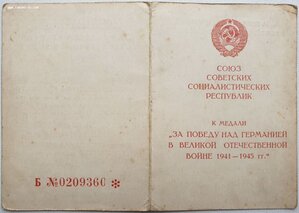 Б №0209360 *
СОЮЗ
СОВЕТСКИХ
СОЦИАЛИСТИЧЕСКИХ
РЕСПУБЛИК
К МЕДАЛИ
„ЗА ПОБЕДУ НАД ГЕРМАНИЕЙ
В ВЕЛИКОЙ ОТЕЧЕСТВЕННОЙ
ВОЙНЕ 1941—1945 гг."